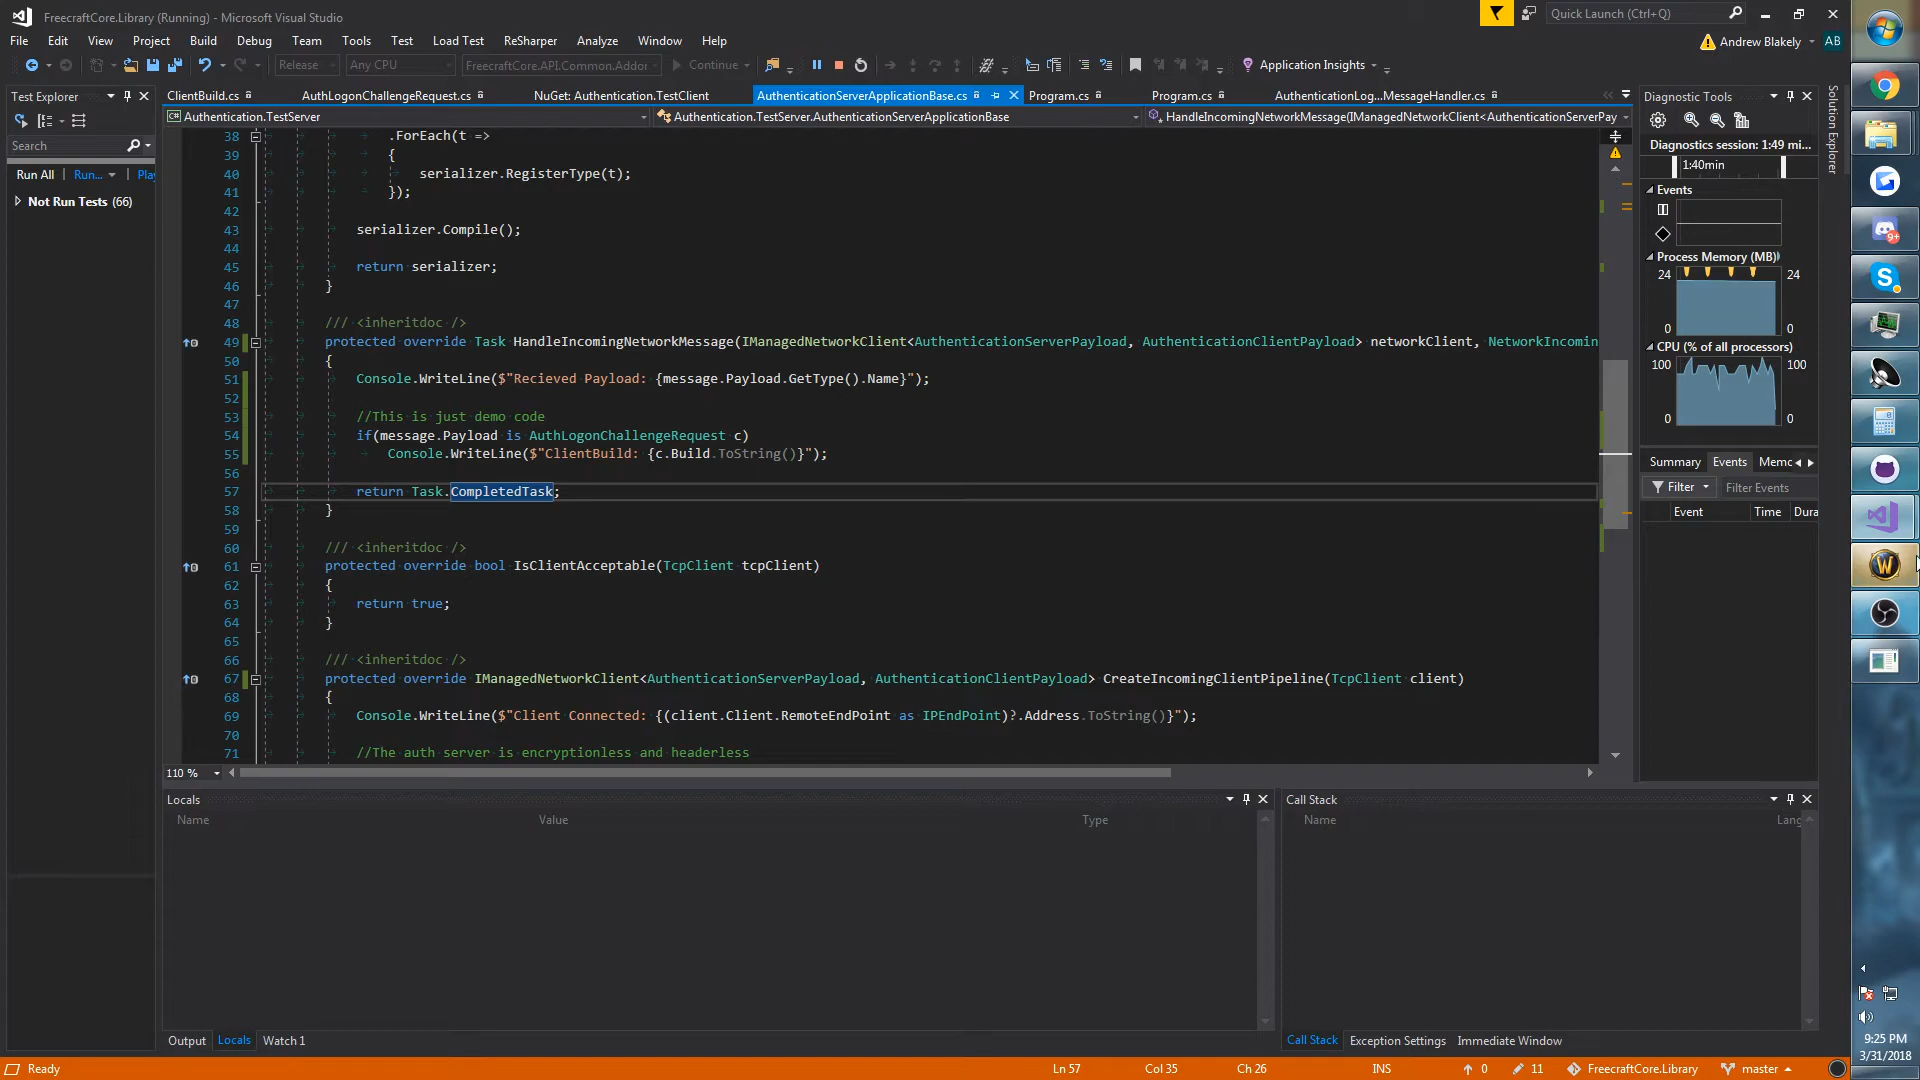 FreecraftCore.Library (Running) - Microsoft Visual Studio
Quick Launch (Ctrl+Q)
File Edit View Project Build Debug Team Tools Test Load Test ReSharper Analyze Window Help
Andrew Blakely AB
Release Any CPU FreecraftCore.API.Common.Addor Continue Application Insights
Test Explorer
ClientBuild.cs AuthLogonChallengeRequest.cs NuGet: Authentication.TestClient AuthenticationServerApplicationBase.cs Program.cs Program.cs AuthenticationLog...MessageHandler.cs
Authentication.TestServer Authentication.TestServer.AuthenticationServerApplicationBase HandleIncomingNetworkMessage(IManagedNetworkClient<AuthenticationServerPay
Search
Run All Run... Play
Not Run Tests (66)
38 .ForEach(t =>
39 {
40 serializer.RegisterType(t);
41 });
42
43 serializer.Compile();
44
45 return serializer;
46 }
47
48 /// <inheritdoc />
49 protected override Task HandleIncomingNetworkMessage(IManagedNetworkClient<AuthenticationServerPayload, AuthenticationClientPayload> networkClient, NetworkIncomin
50 {
51 Console.WriteLine($"Recieved Payload: {message.Payload.GetType().Name}");
52
53 //This is just demo code
54 if(message.Payload is AuthLogonChallengeRequest c)
55 Console.WriteLine($"ClientBuild: {c.Build.ToString()}");
56
57 return Task.CompletedTask;
58 }
59
60 /// <inheritdoc />
61 protected override bool IsClientAcceptable(TcpClient tcpClient)
62 {
63 return true;
64 }
65
66 /// <inheritdoc />
67 protected override IManagedNetworkClient<AuthenticationServerPayload, AuthenticationClientPayload> CreateIncomingClientPipeline(TcpClient client)
68 {
69 Console.WriteLine($"Client Connected: {(client.Client.RemoteEndPoint as IPEndPoint)?.Address.ToString()}");
70
71 //The auth server is encryptionless and headerless
110 %
Diagnostic Tools
Diagnostics session: 1:49 mi...
1:40min
Events
Process Memory (MB)
24 24
0 0
CPU (% of all processors)
100 100
0 0
Summary Events Memc
Filter Filter Events
Event Time Dura
Solution Explorer
9+
Locals
Name Value Type
Call Stack
Name Lang
Output Locals Watch 1
Call Stack Exception Settings Immediate Window
Ready Ln 57 Col 35 Ch 26 INS 0 11 FreecraftCore.Library master
9:25 PM
3/31/2018